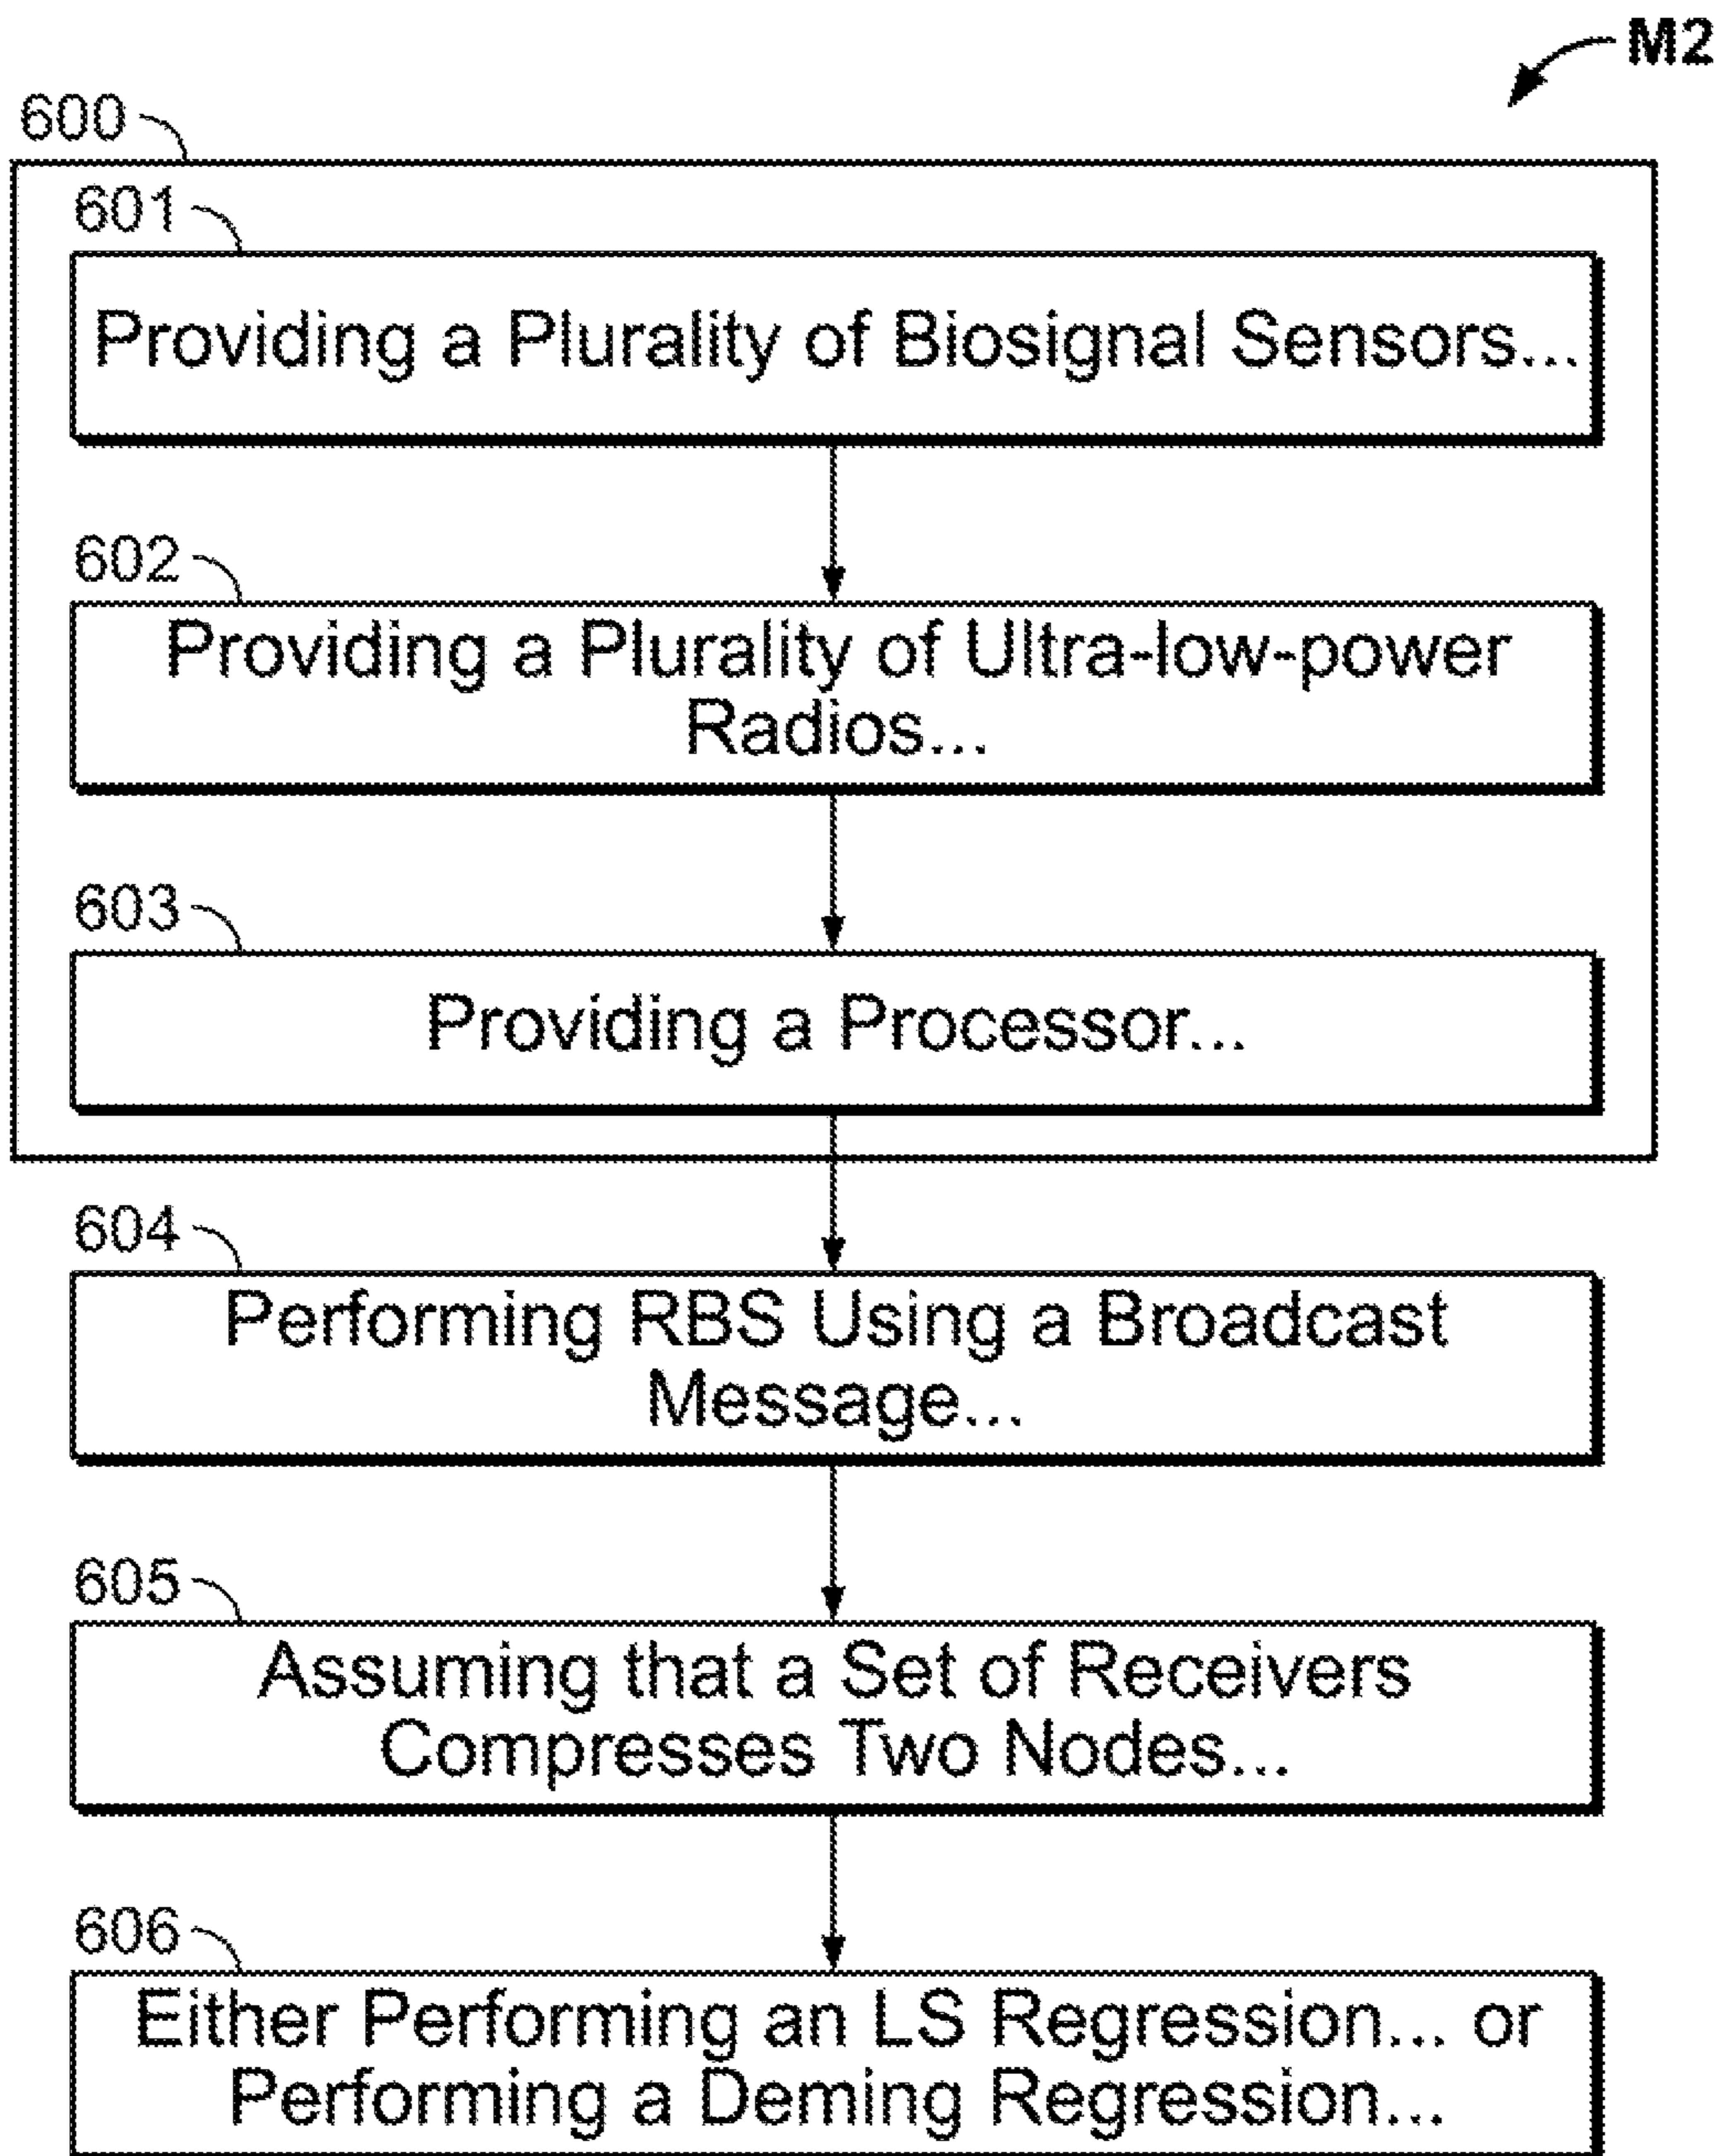 M2
600
601
Providing a Plurality of Biosignal Sensors...
602
Providing a Plurality of Ultra-low-power
Radios...
603
Providing a Processor...
604
Performing RBS Using a Broadcast
Message...
605
Assuming that a Set of Receivers
Compresses Two Nodes...
606
Either Performing an LS Regression... or
Performing a Deming Regression...